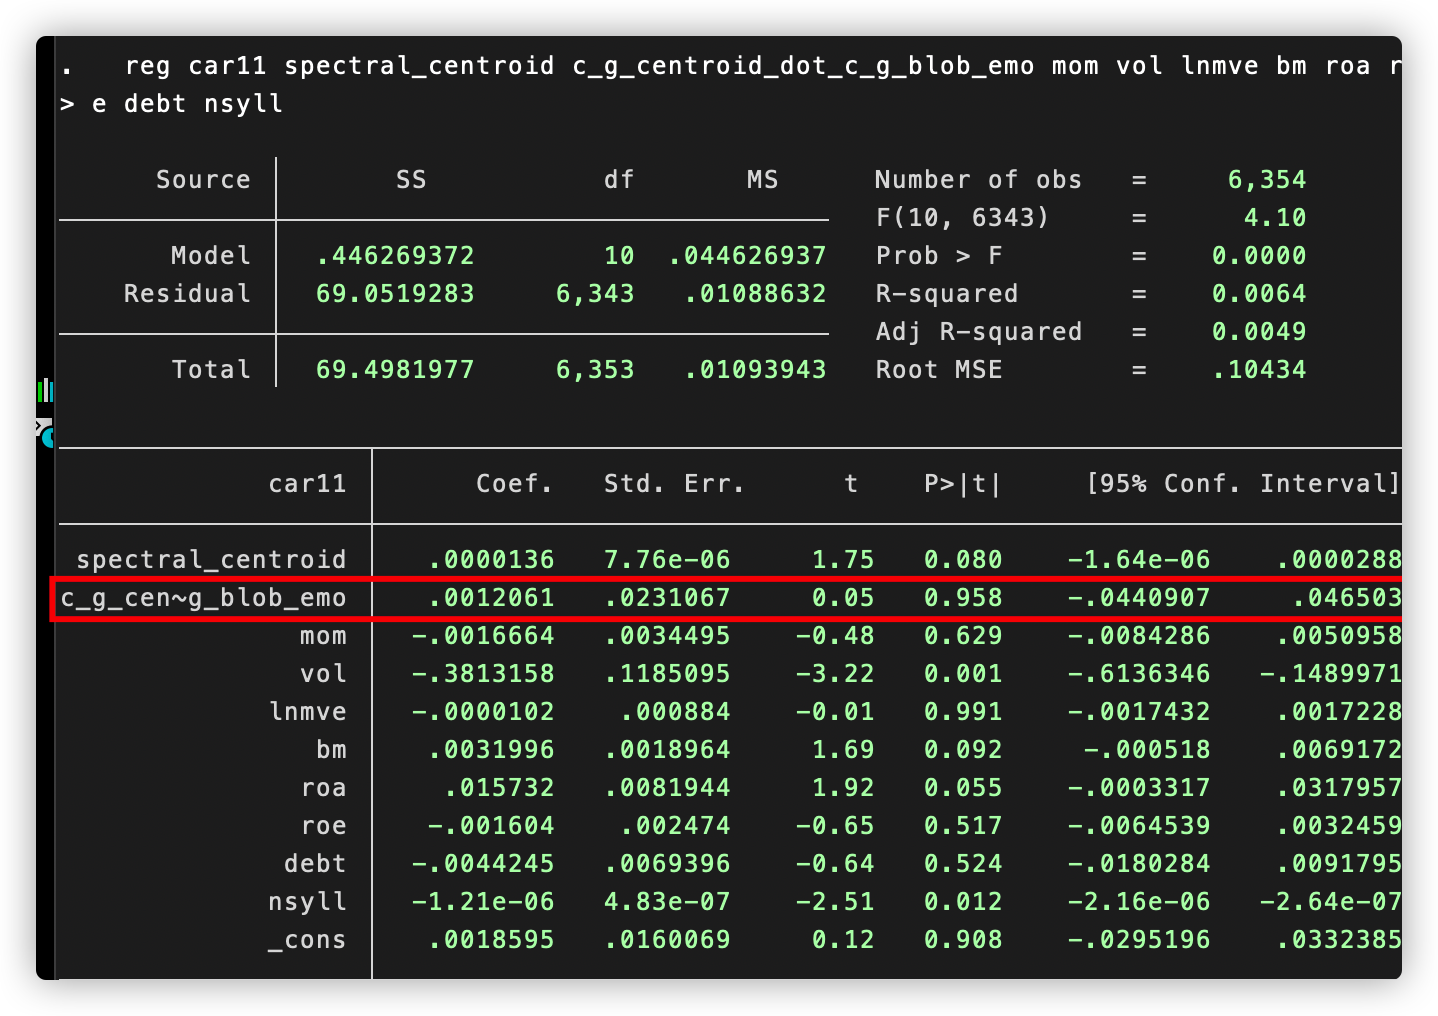 .   reg car11 spectral_centroid c_g_centroid_dot_c_g_blob_emo mom vol lnmve bm roa r
> e debt nsyll
Source | SS df MS Number of obs = 6,354
F(10, 6343) = 4.10
Model | .446269372 10 .044626937 Prob > F = 0.0000
Residual | 69.0519283 6,343 .01088632 R-squared = 0.0064
Adj R-squared = 0.0049
Total | 69.4981977 6,353 .01093943 Root MSE = .10434
car11 | Coef. Std. Err. t P>|t| [95% Conf. Interval]
spectral_centroid | .0000136 7.76e-06 1.75 0.080 -1.64e-06 .0000288
c_g_cen~g_blob_emo | .0012061 .0231067 0.05 0.958 -.0440907 .046503
mom | -.0016664 .0034495 -0.48 0.629 -.0084286 .0050958
vol | -.3813158 .1185095 -3.22 0.001 -.6136346 -.1489971
lnmve | -.0000102 .000884 -0.01 0.991 -.0017432 .0017228
bm | .0031996 .0018964 1.69 0.092 -.000518 .0069172
roa | .015732 .0081944 1.92 0.055 -.0003317 .0317957
roe | -.001604 .002474 -0.65 0.517 -.0064539 .0032459
debt | -.0044245 .0069396 -0.64 0.524 -.0180284 .0091795
nsyll | -1.21e-06 4.83e-07 -2.51 0.012 -2.16e-06 -2.64e-07
_cons | .0018595 .0160069 0.12 0.908 -.0295196 .0332385